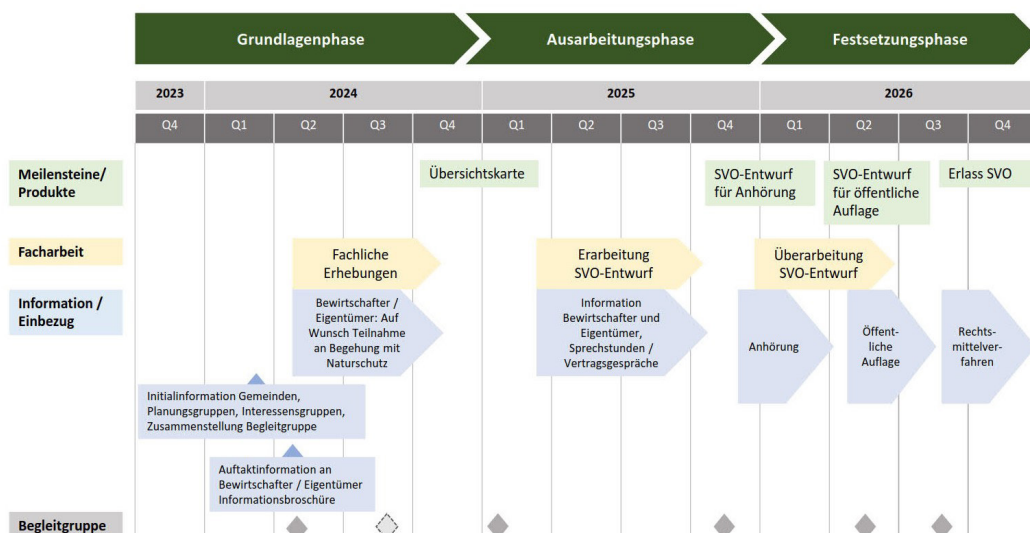 Grundlagenphase
Ausarbeitungsphase
Festsetzungsphase
2023
2024
2025
2026
Q4
Q1
Q2
Q3
Q4
Q1
Q2
Q3
Q4
Q1
Q2
Q3
Q4
Meilensteine/
Produkte
Übersichtskarte
SVO-Entwurf
für Anhörung
SVO-Entwurf
für öffentliche
Auflage
Erlass SVO
Facharbeit
Fachliche
Erhebungen
Erarbeitung
SVO-Entwurf
Überarbeitung
SVO-Entwurf
Information /
Einbezug
Bewirtschafter /
Eigentümer: Auf
Wunsch Teilnahme
an Begehung mit
Naturschutz
Information
Bewirtschafter und
Eigentümer,
Sprechstunden /
Vertragsgespräche
Anhörung
Öffent-
liche
Auflage
Rechts-
mittelver-
fahren
Initialinformation Gemeinden,
Planungsgruppen, Interessensgruppen,
Zusammenstellung Begleitgruppe
Auftaktinformation an
Bewirtschafter / Eigentümer
Informationsbroschüre
Begleitgruppe